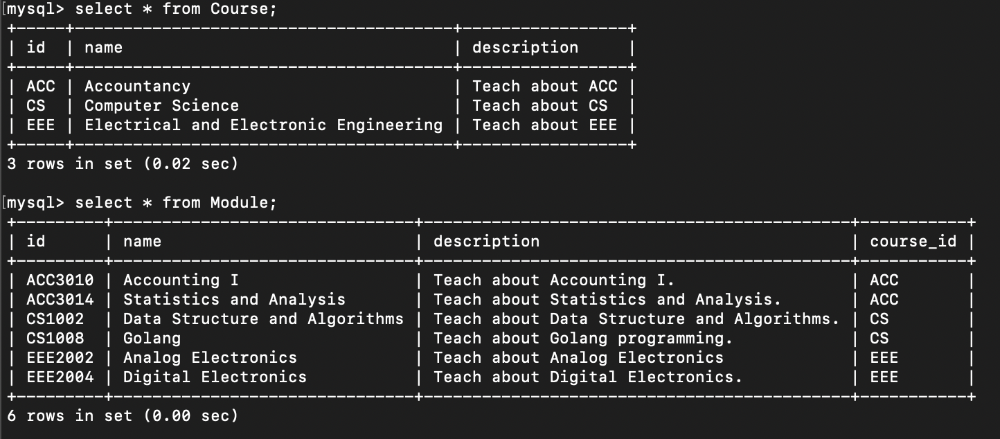 [mysql> select * from Course;
+-----+---------------------------------------+-----------------+
| id  | name                                  | description     |
+-----+---------------------------------------+-----------------+
| ACC | Accountancy                           | Teach about ACC |
| CS  | Computer Science                      | Teach about CS  |
| EEE | Electrical and Electronic Engineering | Teach about EEE |
+-----+---------------------------------------+-----------------+
3 rows in set (0.02 sec)

[mysql> select * from Module;
+---------+-------------------------------+--------------------------------------------+-----------+
| id      | name                          | description                                | course_id |
+---------+-------------------------------+--------------------------------------------+-----------+
| ACC3010 | Accounting I                  | Teach about Accounting I.                  | ACC       |
| ACC3014 | Statistics and Analysis       | Teach about Statistics and Analysis.       | ACC       |
| CS1002  | Data Structure and Algorithms | Teach about Data Structure and Algorithms. | CS        |
| CS1008  | Golang                        | Teach about Golang programming.            | CS        |
| EEE2002 | Analog Electronics            | Teach about Analog Electronics             | EEE       |
| EEE2004 | Digital Electronics           | Teach about Digital Electronics.           | EEE       |
+---------+-------------------------------+--------------------------------------------+-----------+
6 rows in set (0.00 sec)